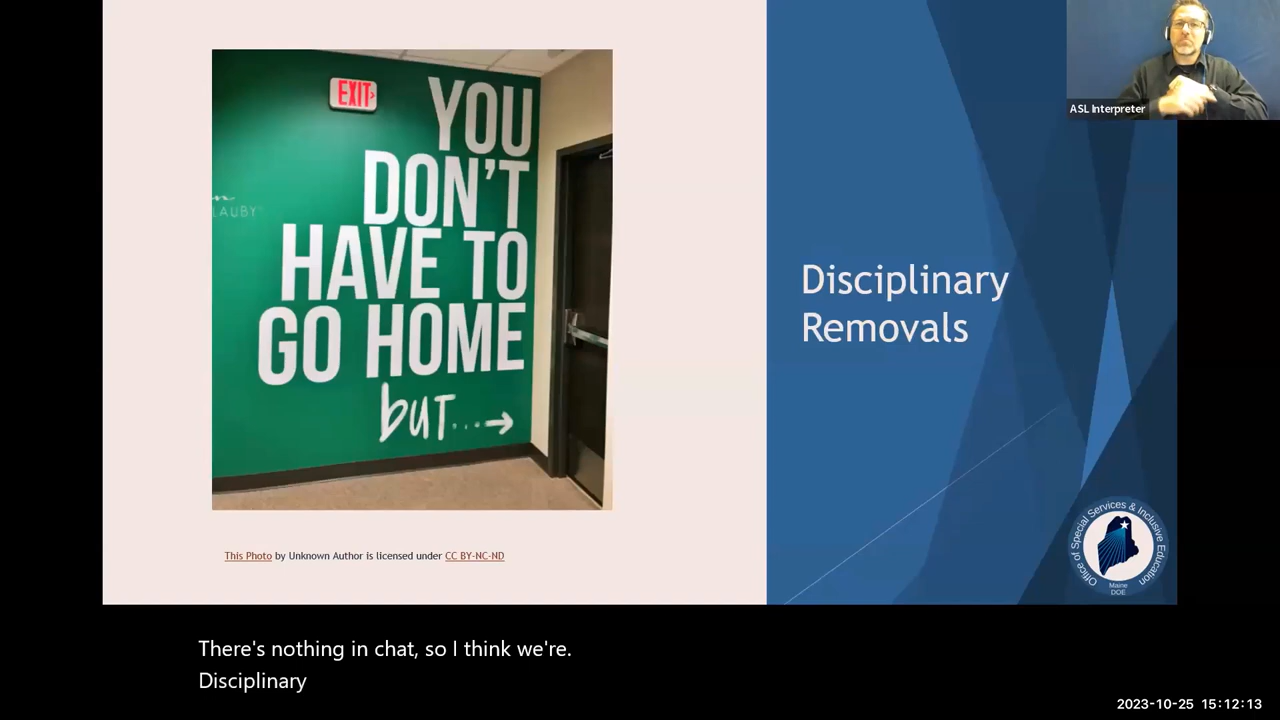 EXIT
YOU
DON'T
HAVE TO
GO HOME
but...
LAUBY
This Photo by Unknown Author is licensed under CC BY-NC-ND
Disciplinary
Removals
ASL Interpreter
Office of Special Services & Inclusive Education
Maine
DOE
There's nothing in chat, so I think we're.
Disciplinary
2023-10-25 15:12:13